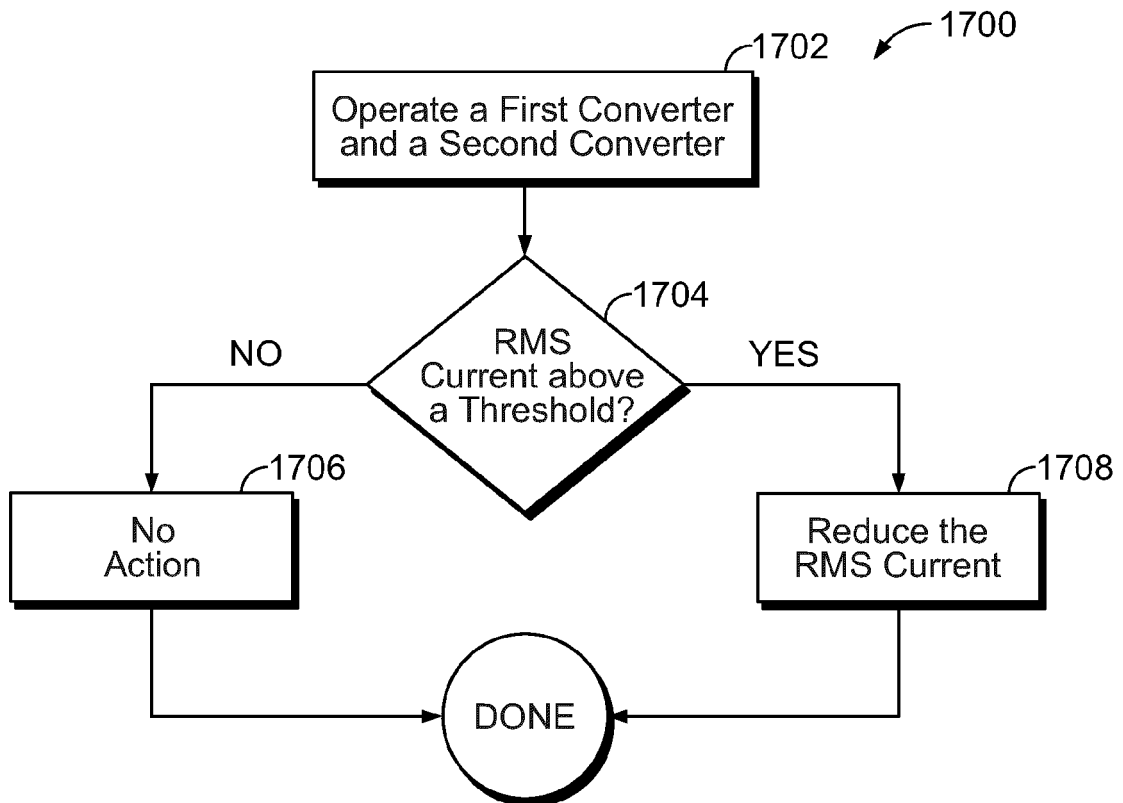 1700
1702
Operate a First Converter
and a Second Converter
1704
RMS
Current above
a Threshold?
NO
YES
1706
No
Action
1708
Reduce the
RMS Current
DONE